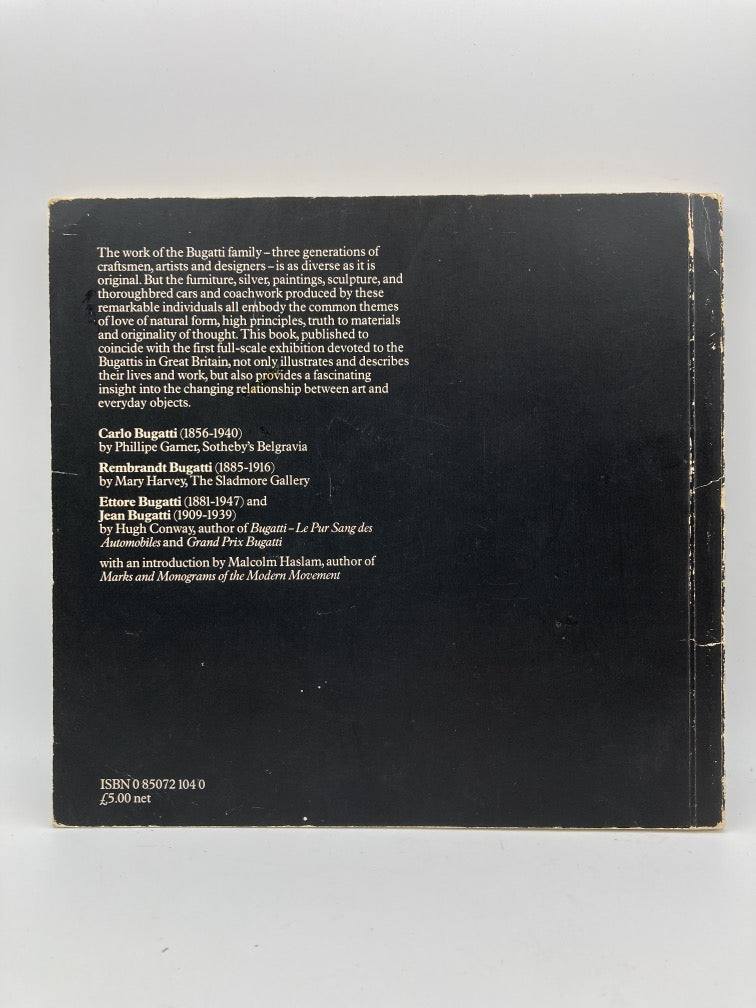 The work of the Bugatti family – three generations of
craftsmen, artists and designers – is as diverse as it is
original. But the furniture, silver, paintings, sculpture, and
thoroughbred cars and coachwork produced by these
remarkable individuals all embody the common themes
of love of natural form, high principles, truth to materials
and originality of thought. This book, published to
coincide with the first full-scale exhibition devoted to the
Bugattis in Great Britain, not only illustrates and describes
their lives and work, but also provides a fascinating
insight into the changing relationship between art and
everyday objects.
Carlo Bugatti (1856-1940)
by Phillipe Garner, Sotheby's Belgravia
Rembrandt Bugatti (1885-1916)
by Mary Harvey, The Sladmore Gallery
Ettore Bugatti (1881-1947) and
Jean Bugatti (1909-1939)
by Hugh Conway, author of Bugatti – Le Pur Sang des
Automobiles and Grand Prix Bugatti
with an introduction by Malcolm Haslam, author of
Marks and Monograms of the Modern Movement
ISBN 0 85072 104 0
£5.00 net